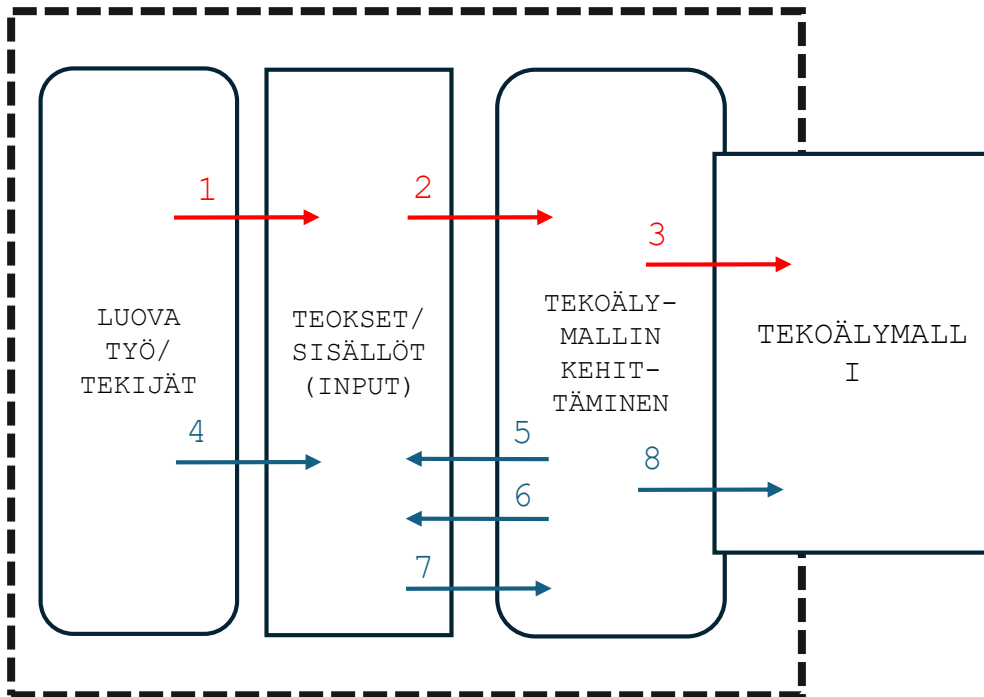 1
2
3
LUOVA
TYÖ/
TEKIJÄT
TEOKSET/
SISÄLLÖT
(INPUT)
TEKOÄLY-
MALLIN
KEHIT-
TÄMINEN
TEKOÄLYMALL
I
4
5
8
6
7